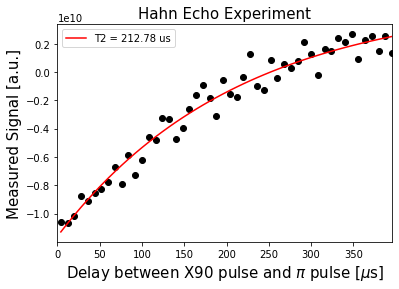 Hahn Echo Experiment
1e10
T2 = 212.78 us
Measured Signal [a.u.]
0.2
0.0
−0.2
−0.4
−0.6
−0.8
−1.0
0 50 100 150 200 250 300 350
Delay between X90 pulse and π pulse [μs]